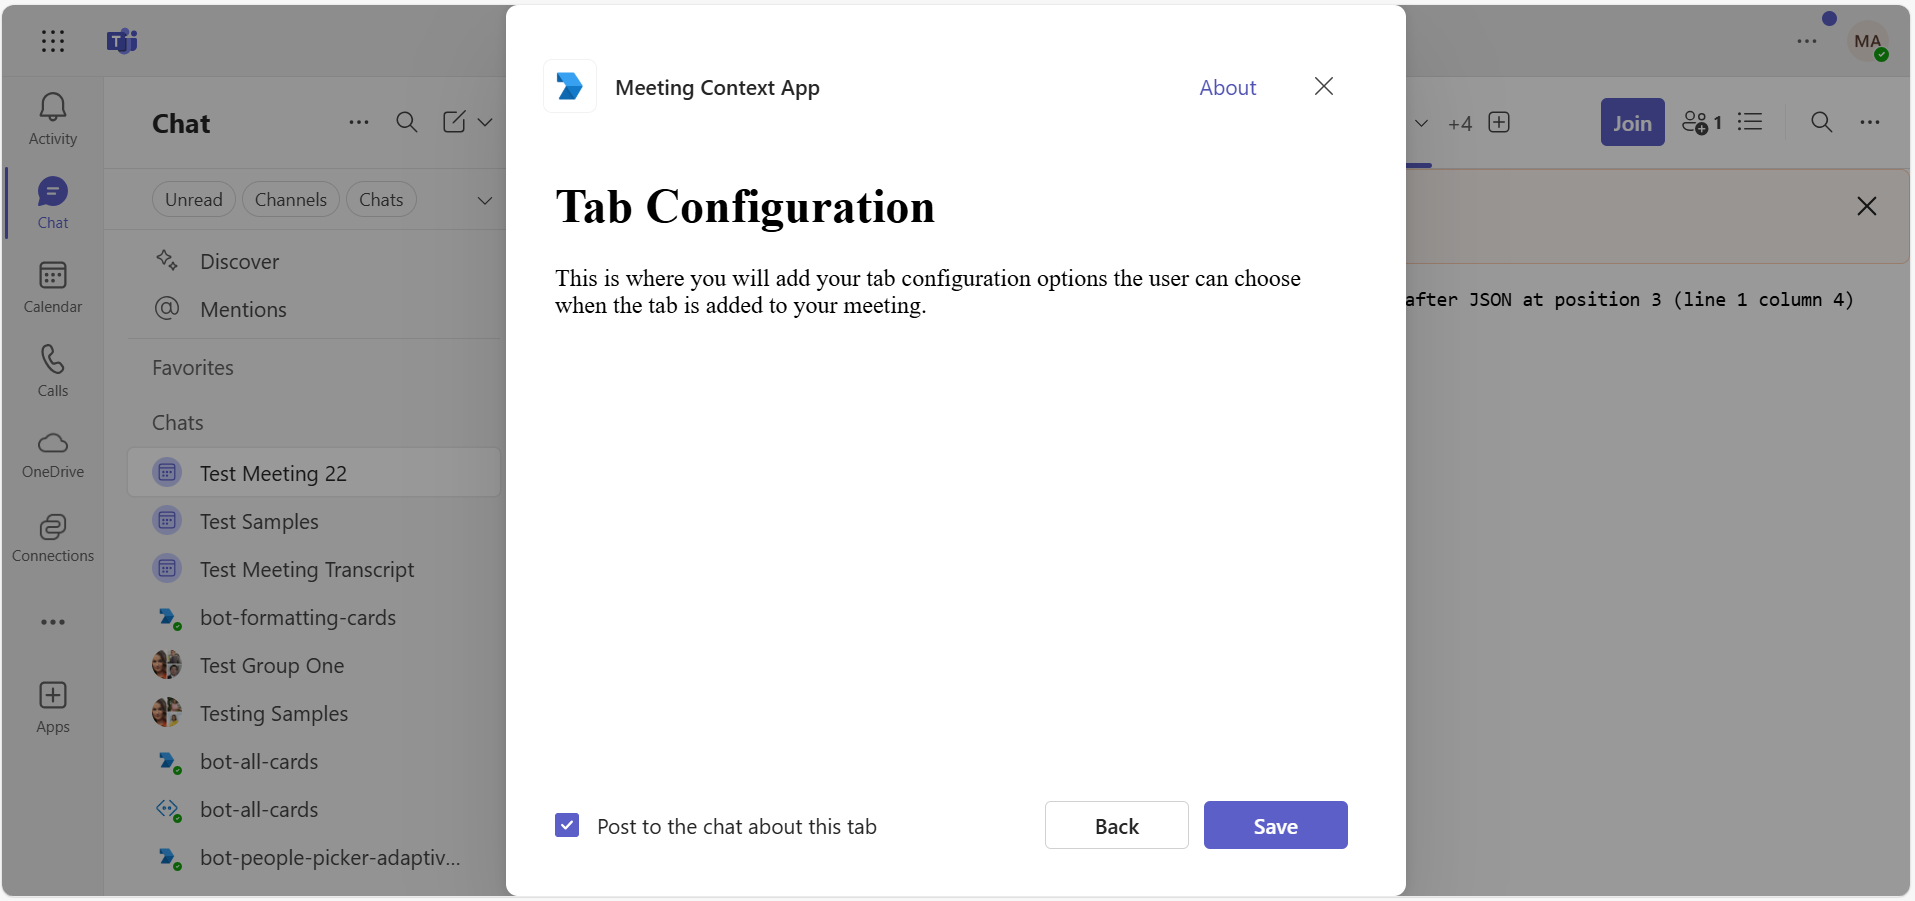 MA
Activity
Chat
Calendar
Calls
OneDrive
Connections
Apps
Chat
Unread
Channels
Chats
Discover
Mentions
Favorites
Chats
Test Meeting 22
Test Samples
Test Meeting Transcript
bot-formatting-cards
Test Group One
Testing Samples
bot-all-cards
bot-all-cards
bot-people-picker-adaptiv...
Meeting Context App
About
Tab Configuration
This is where you will add your tab configuration options the user can choose
when the tab is added to your meeting.
Post to the chat about this tab
Back
Save
+4
Join
1
after JSON at position 3 (line 1 column 4)